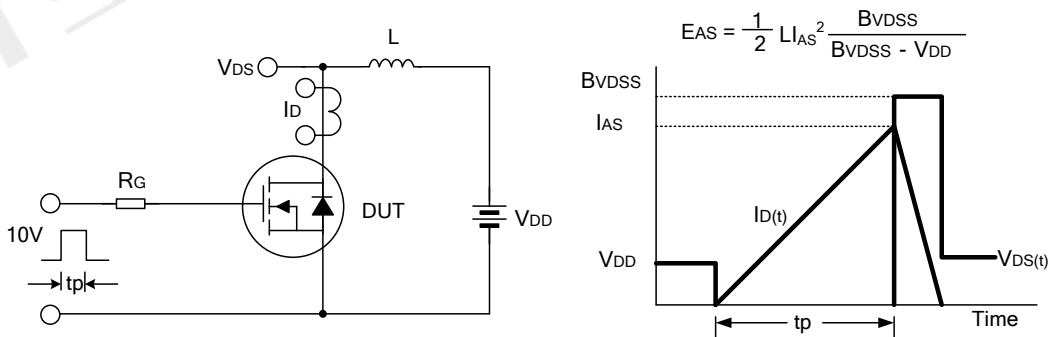 L
VDS
ID
RG
DUT
VDD
10V
tp
EAS = 1/2 LIAS² BVDSS / BVDSS - VDD
BVDSS
IAS
ID(t)
VDD
VDS(t)
tp
Time